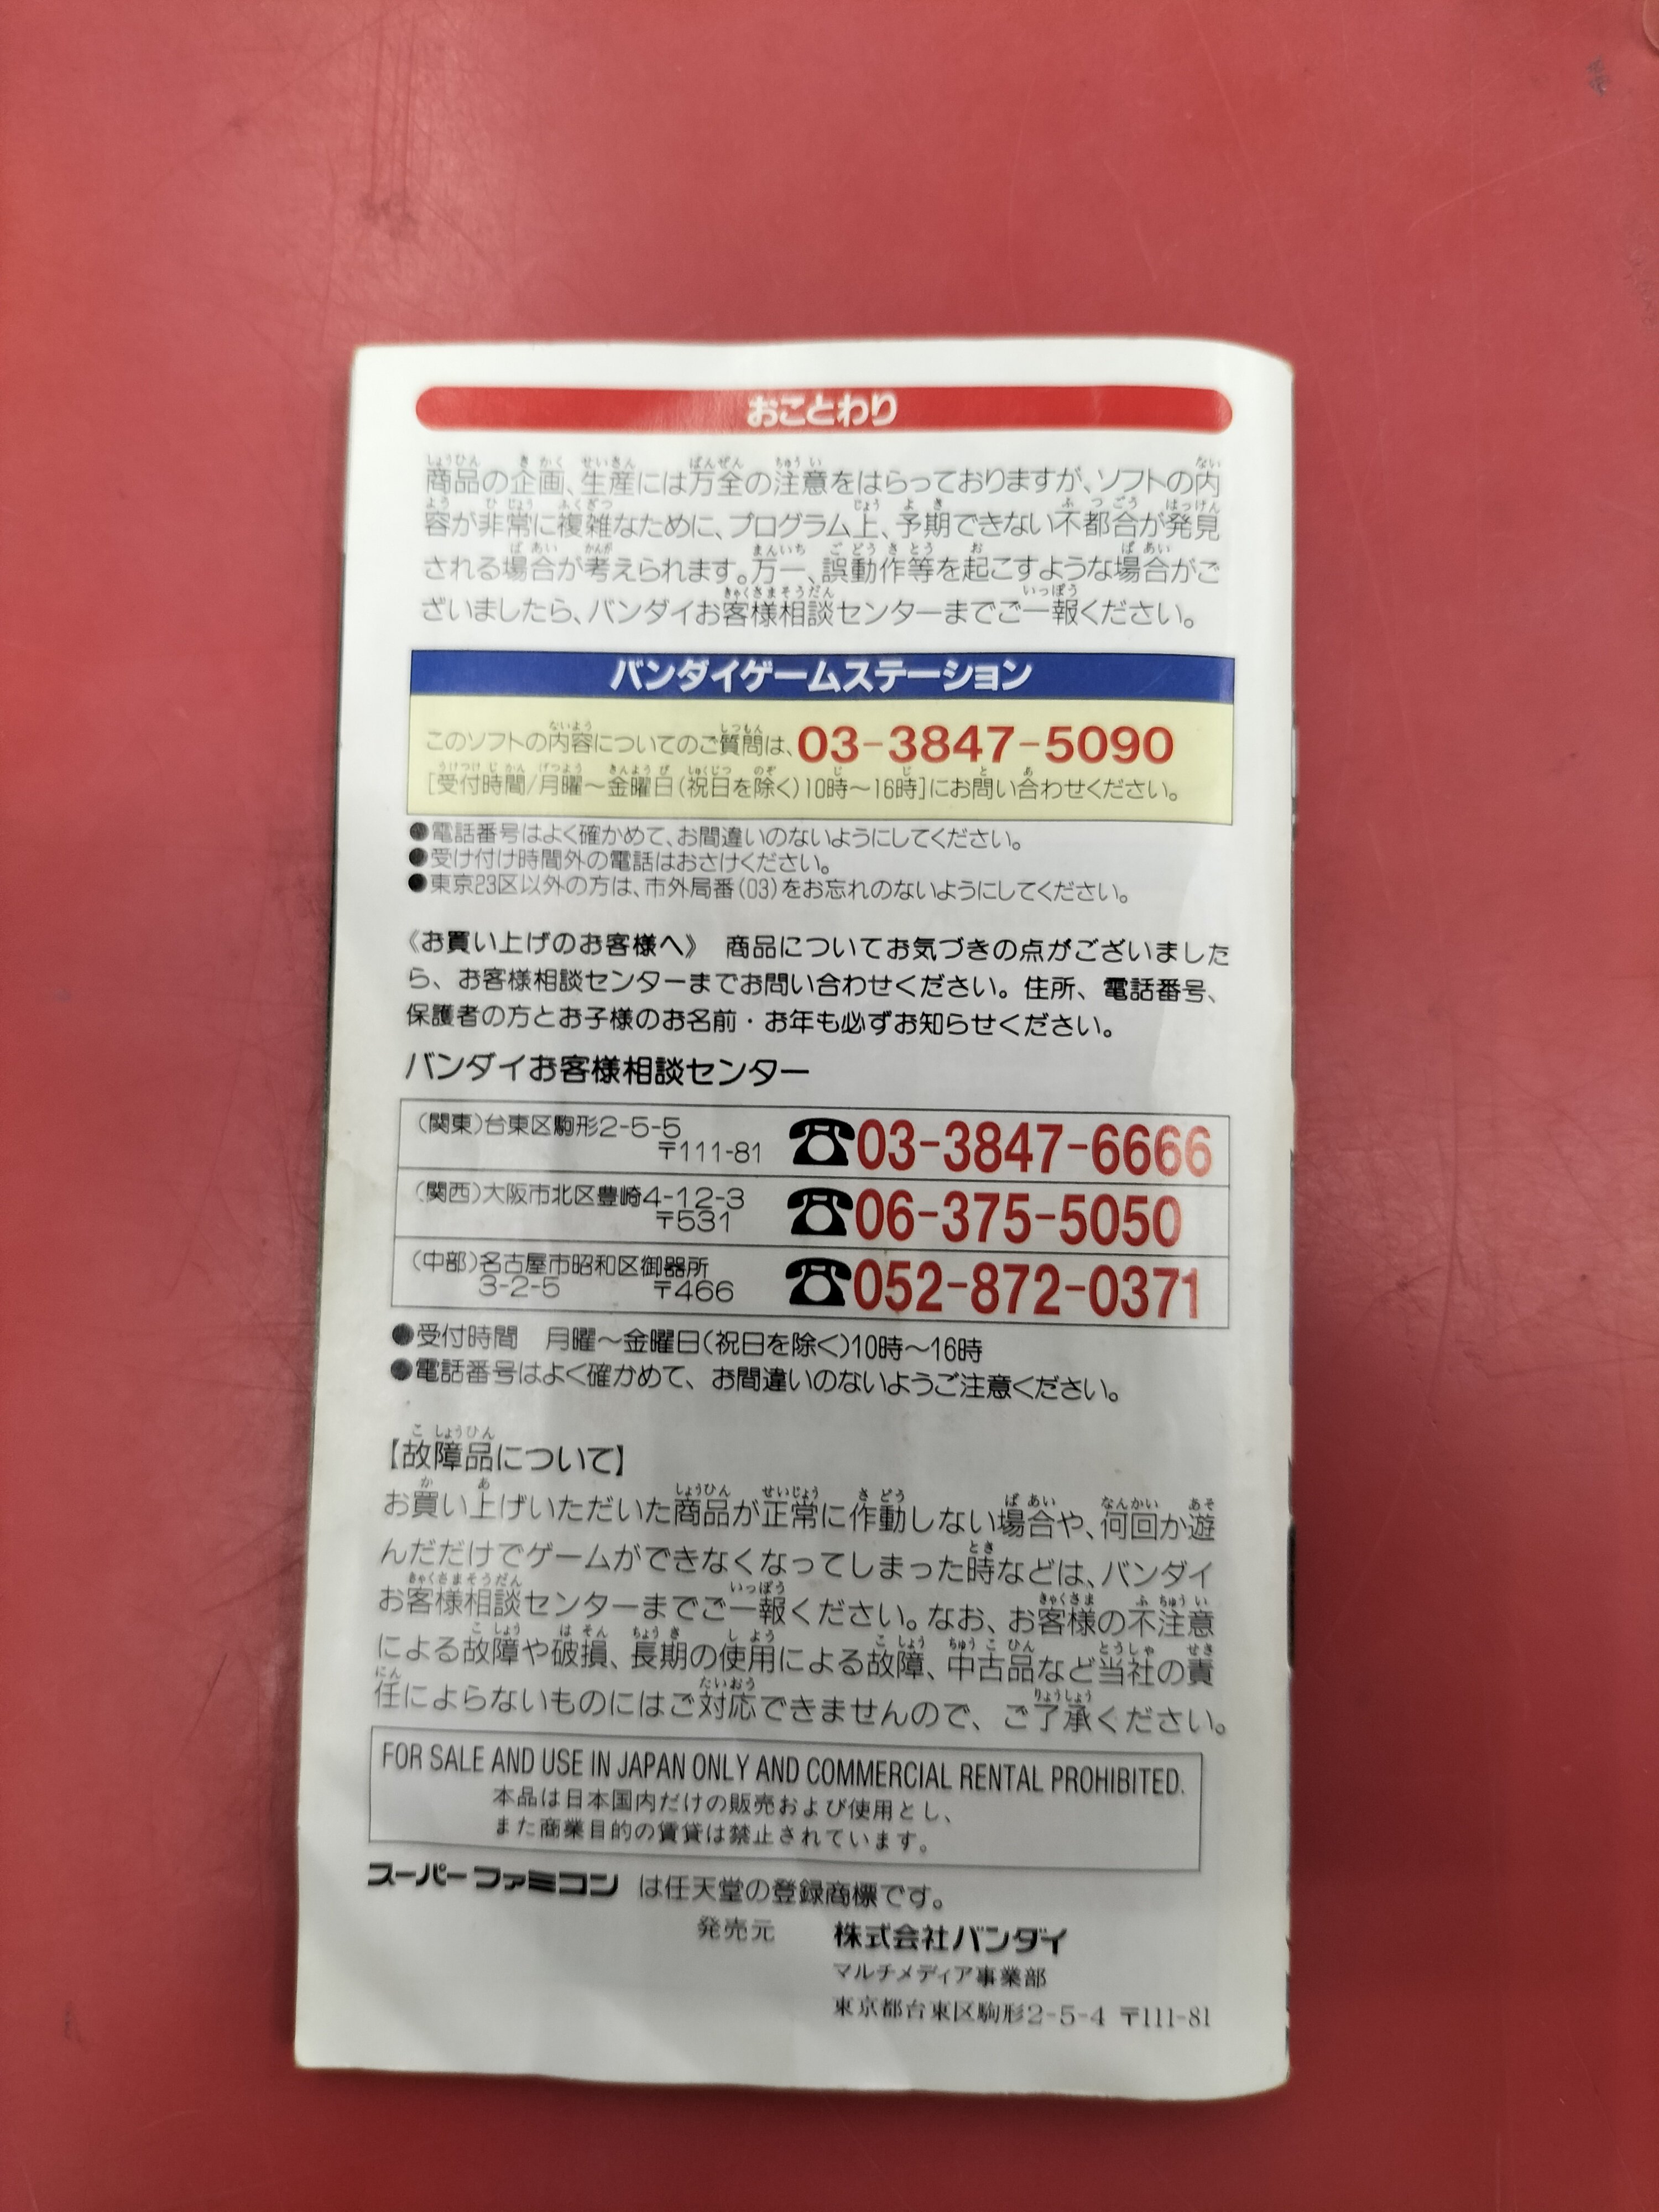 おことわり
商品の企画、生産には万全の注意をはらっておりますが、ソフトの内
容が非常に複雑なために、プログラム上、予期できない不都合が発見
される場合が考えられます。万一、誤動作等を起こすような場合がご
ざいましたら、バンダイお客様相談センターまでご一報ください。
バンダイゲームステーション
このソフトの内容についてのご質問は、03-3847-5090
[受付時間/月曜〜金曜日(祝日を除く)10時〜16時]にお問い合わせください。
●電話番号はよく確かめて、お間違いのないようにしてください。
●受け付け時間外の電話はおさけください。
●東京23区以外の方は、市外局番(03)をお忘れのないようにしてください。
《お買い上げのお客様へ》 商品についてお気づきの点がございました
ら、お客様相談センターまでお問い合わせください。住所、電話番号、
保護者の方とお子様のお名前・お年も必ずお知らせください。
バンダイお客様相談センター
(関東)台東区駒形2-5-5
〒111-81 ☎03-3847-6666
(関西)大阪市北区豊崎4-12-3
〒531 ☎06-375-5050
(中部)名古屋市昭和区御器所
3-2-5 〒466 ☎052-872-0371
●受付時間 月曜〜金曜日(祝日を除く)10時〜16時
●電話番号はよく確かめて、お間違いのないようご注意ください。
【故障品について】
お買い上げいただいた商品が正常に作動しない場合や、何回か遊
んだだけでゲームができなくなってしまった時などは、バンダイ
お客様相談センターまでご一報ください。なお、お客様の不注意
による故障や破損、長期の使用による故障、中古品など当社の責
任によらないものにはご対応できませんので、ご了承ください。
FOR SALE AND USE IN JAPAN ONLY AND COMMERCIAL RENTAL PROHIBITED.
本品は日本国内だけの販売および使用とし、
また商業目的の賃貸は禁止されています。
スーパーファミコン は任天堂の登録商標です。
発売元 株式会社バンダイ
マルチメディア事業部
東京都台東区駒形2-5-4 〒111-81